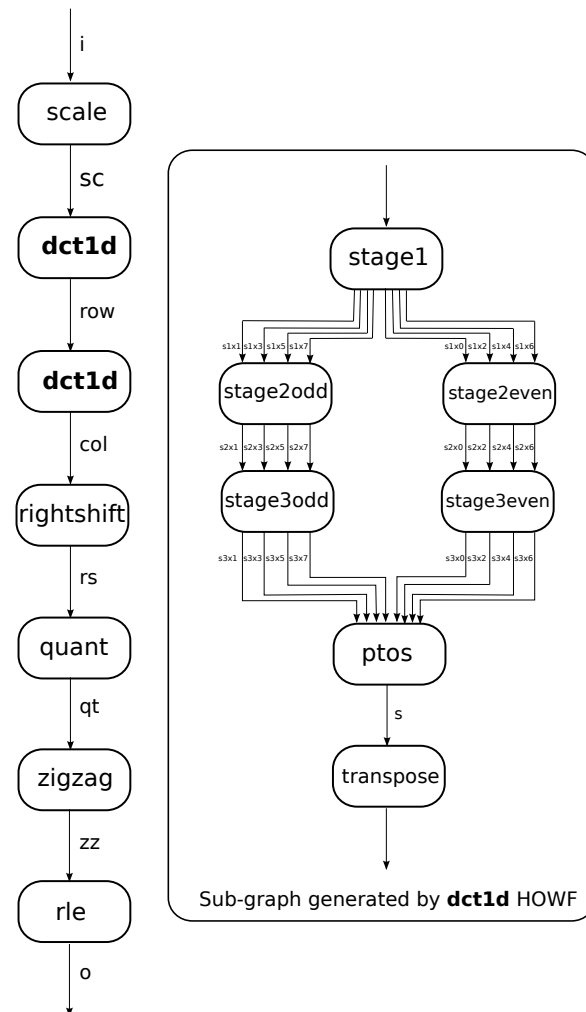 i
scale
sc
dct1d
row
dct1d
col
rightshift
rs
quant
qt
zigzag
zz
rle
o
stage1
s1x1 s1x3 s1x5 s1x7
s1x0 s1x2 s1x4 s1x6
stage2odd
stage2even
s2x1 s2x3 s2x5 s2x7
s2x0 s2x2 s2x4 s2x6
stage3odd
stage3even
s3x1 s3x3 s3x5 s3x7
s3x0 s3x2 s3x4 s3x6
ptos
s
transpose
Sub-graph generated by dct1d HOWF